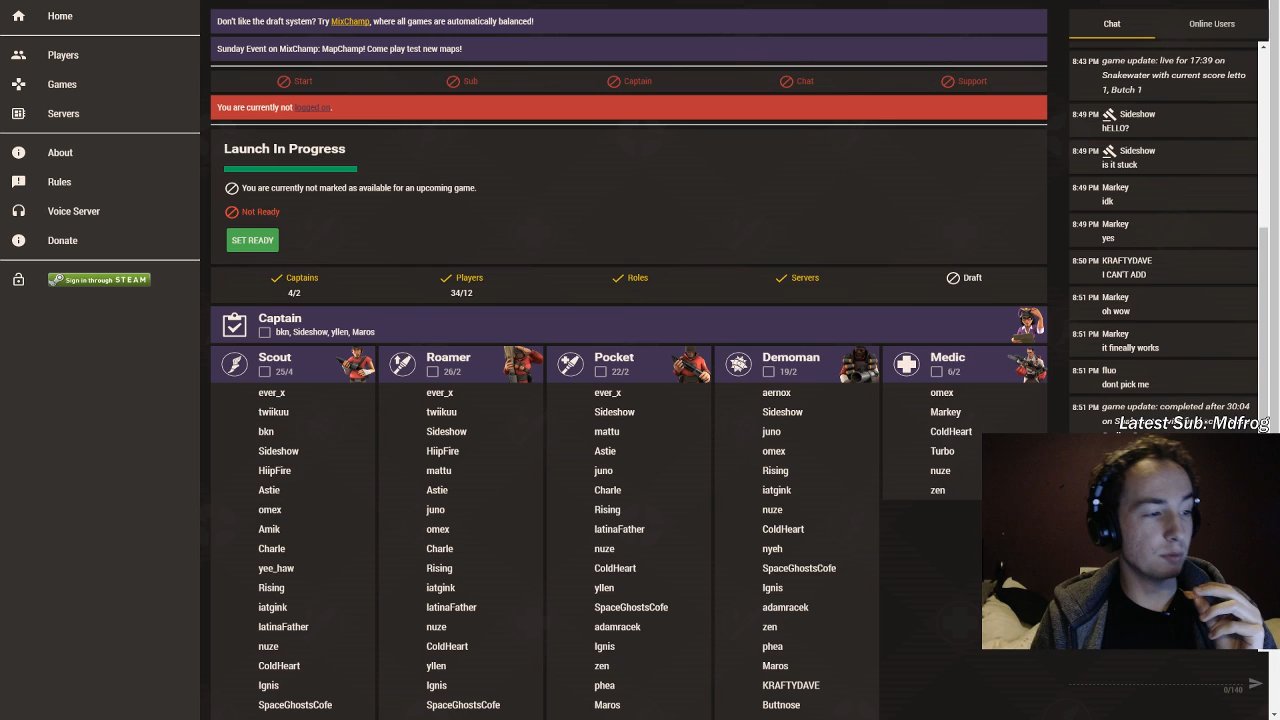 Home
Players
Games
Servers
About
Rules
Voice Server
Donate
Sign in through STEAM
Don't like the draft system? Try MixChamp, where all games are automatically balanced!
Sunday Event on MixChamp: MapChamp! Come play test new maps!
Start Sub Captain Chat Support
You are currently not logged on.
Launch In Progress
You are currently not marked as available for an upcoming game.
Not Ready
SET READY
Captains Players Roles Servers Draft
4/2 34/12
Captain
bkn, Sideshow, yllen, Maros
Scout
25/4
ever_x
twiikuu
bkn
Sideshow
HiipFire
Astie
omex
Amik
Charle
yee_haw
Rising
iatgink
latinaFather
nuze
ColdHeart
Ignis
SpaceGhostsCofe
Roamer
26/2
ever_x
twiikuu
Sideshow
HiipFire
mattu
Astie
juno
omex
Charle
Rising
iatgink
latinaFather
nuze
ColdHeart
yllen
Ignis
SpaceGhostsCofe
Pocket
22/2
ever_x
Sideshow
mattu
Astie
juno
Charle
Rising
latinaFather
nuze
ColdHeart
yllen
SpaceGhostsCofe
adamracek
Ignis
zen
phea
Maros
Demoman
19/2
aernox
Sideshow
juno
omex
Rising
iatgink
nuze
ColdHeart
nyeh
SpaceGhostsCofe
Ignis
adamracek
zen
phea
Maros
KRAFTYDAVE
Buttnose
Medic
6/2
omex
Markey
ColdHeart
Turbo
nuze
zen
Chat Online Users
8:43 PM game update: live for 17:39 on
Snakewater with current score letto
1, Butch 1
8:49 PM Sideshow
hELLO?
8:49 PM Sideshow
is it stuck
8:49 PM Markey
idk
8:49 PM Markey
yes
8:50 PM KRAFTYDAVE
I CAN'T ADD
8:51 PM Markey
oh wow
8:51 PM Markey
it fineally works
8:51 PM fluo
dont pick me
8:51 PM game update: completed after 30:04
Latest Sub: Mdfrog
0/140